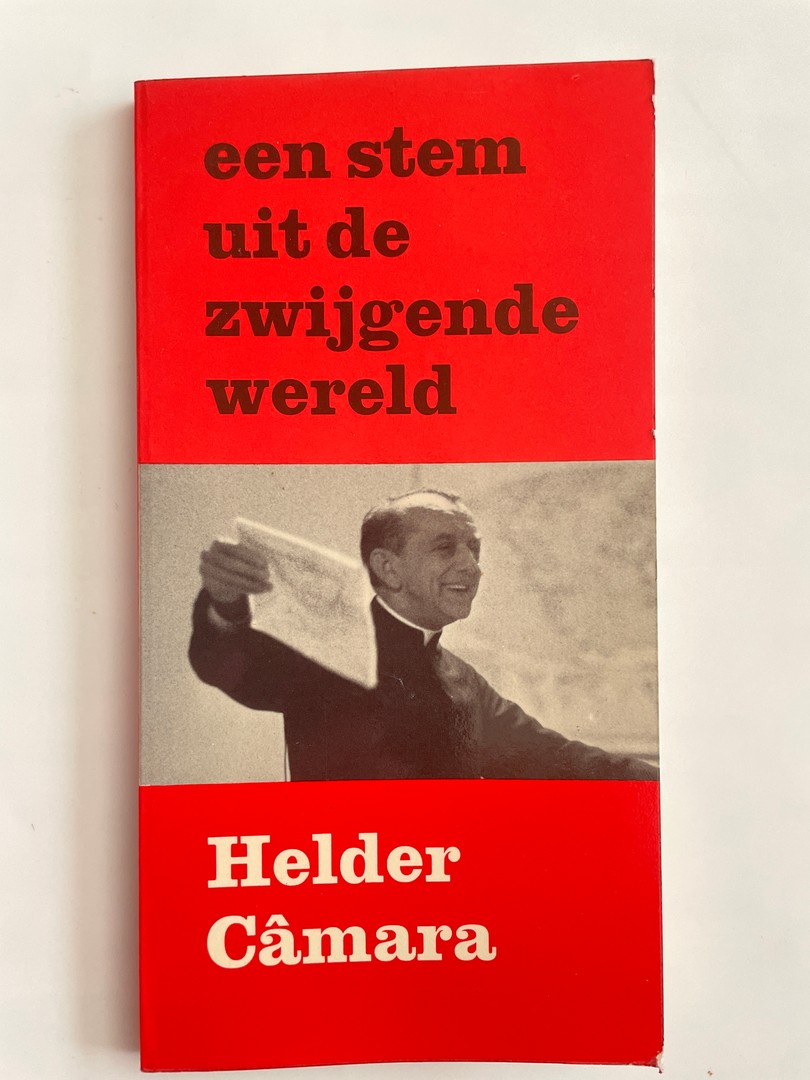 een stem
uit de
zwijgende
wereld
Helder
Câmara